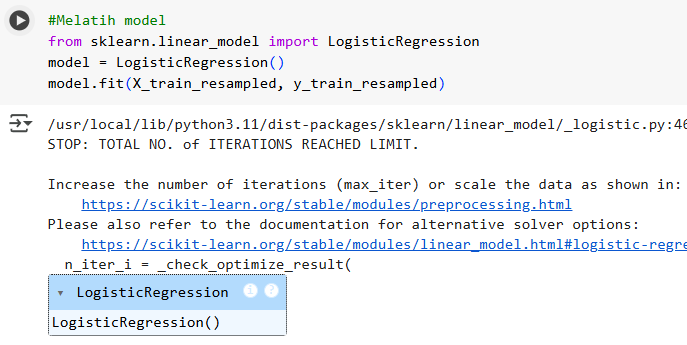 #Melatih model
from sklearn.linear_model import LogisticRegression
model = LogisticRegression()
model.fit(X_train_resampled, y_train_resampled)
/usr/local/lib/python3.11/dist-packages/sklearn/linear_model/_logistic.py:46
STOP: TOTAL NO. of ITERATIONS REACHED LIMIT.
Increase the number of iterations (max_iter) or scale the data as shown in:
https://scikit-learn.org/stable/modules/preprocessing.html
Please also refer to the documentation for alternative solver options:
https://scikit-learn.org/stable/modules/linear_model.html#logistic-regre
n_iter_i = _check_optimize_result(
LogisticRegression i ?
LogisticRegression()